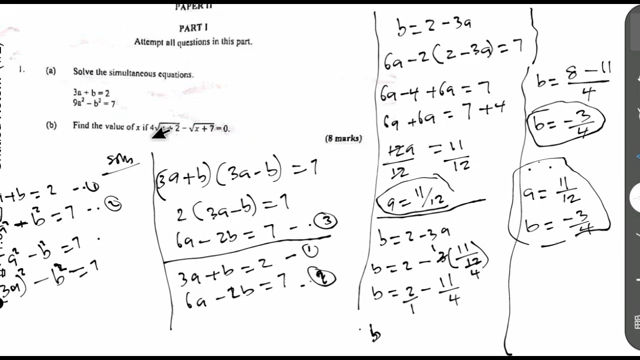 PAPER II
PART I
Attempt all questions in this part.
1. (a) Solve the simultaneous equations.
3a + b = 2
9a² - b² = 7
(b) Find the value of x if 4√x + 2 - √x + 7 = 0.
(8 marks)
som
a+b = 2 -- ①
a² + b² = 7 -- ②
a² - b² = 7
3a)² - b² = 7
(3a+b)(3a-b) = 7
2(3a-b) = 7
6a - 2b = 7 -- ③
3a + b = 2 - ①
6a - 2b = 7 -- ②
b = 2 - 3a
6a - 2(2 - 3a) = 7
6a - 4 + 6a = 7
6a + 6a = 7 + 4
12a/12 = 11/12
a = 11/12
b = 2 - 3a
b = 2 - 3(11/12) 4
b = 2/1 - 11/4
b
b = 8 - 11/4
b = -3/4
a = 11/12
b = -3/4